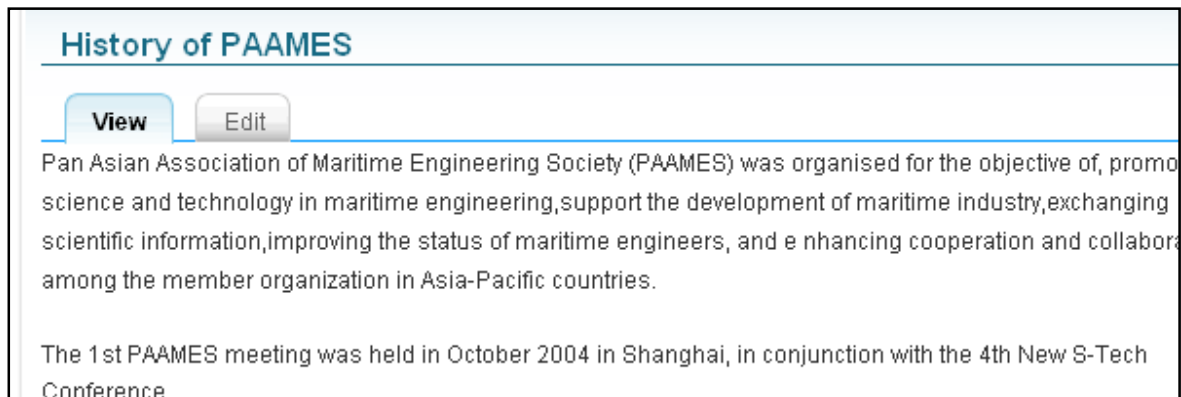 History of PAAMES
View Edit
Pan Asian Association of Maritime Engineering Society (PAAMES) was organised for the objective of, promo
science and technology in maritime engineering,support the development of maritime industry,exchanging
scientific information,improving the status of maritime engineers, and e nhancing cooperation and collabora
among the member organization in Asia-Pacific countries.
The 1st PAAMES meeting was held in October 2004 in Shanghai, in conjunction with the 4th New S-Tech
Conference